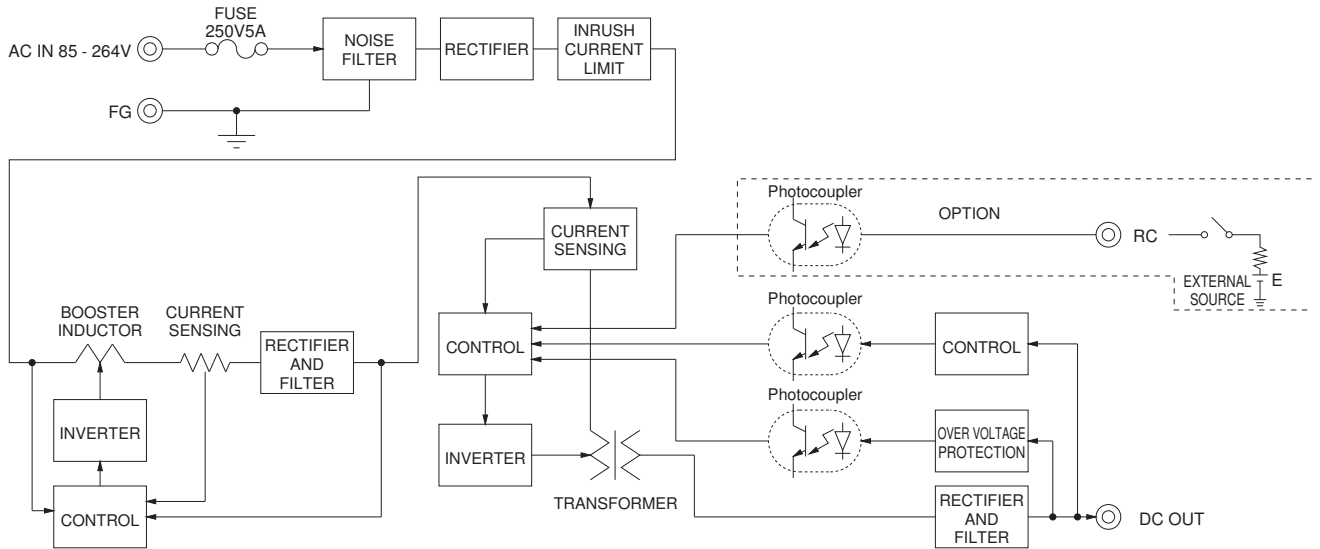 FUSE
250V5A
AC IN 85 - 264V
NOISE
FILTER
RECTIFIER
INRUSH
CURRENT
LIMIT
FG
Photocoupler
OPTION
RC
CURRENT
SENSING
EXTERNAL
SOURCE
E
BOOSTER
INDUCTOR
CURRENT
SENSING
RECTIFIER
AND
FILTER
CONTROL
Photocoupler
CONTROL
Photocoupler
INVERTER
INVERTER
OVER VOLTAGE
PROTECTION
TRANSFORMER
CONTROL
RECTIFIER
AND
FILTER
DC OUT